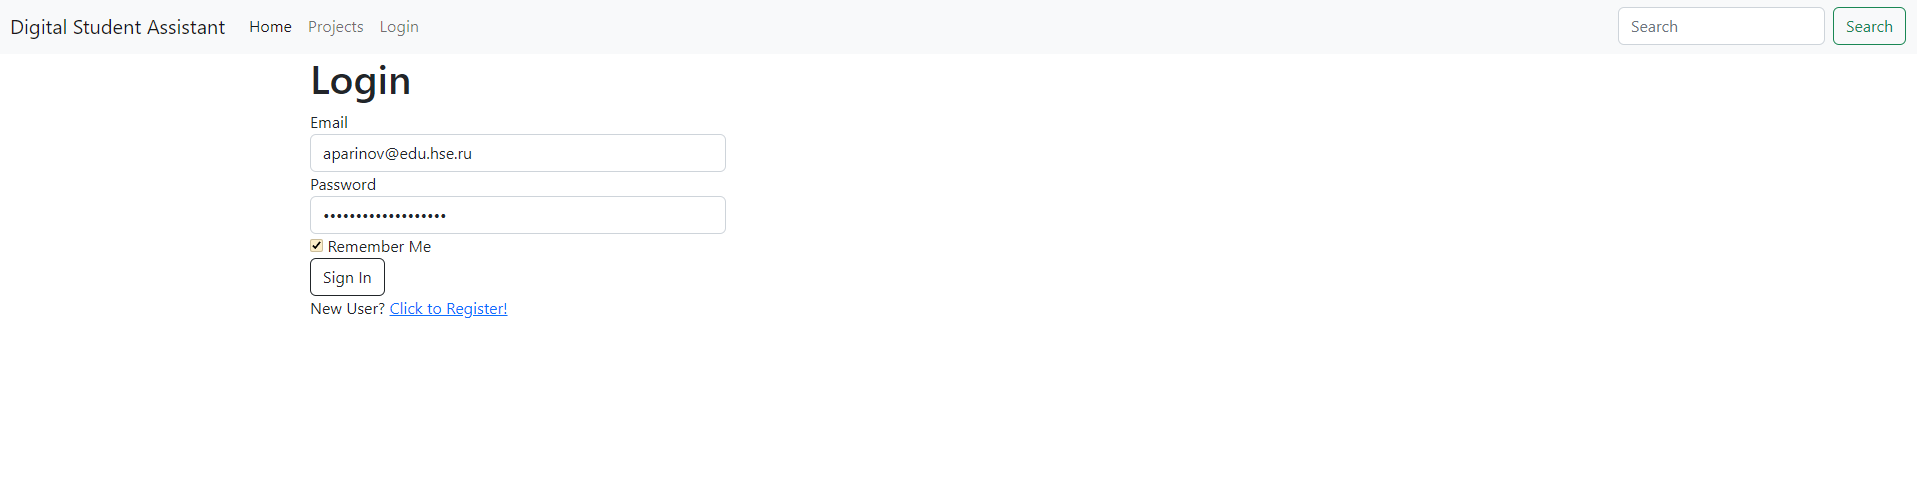 Digital Student Assistant Home Projects Login Search Search
Login
Email
aparinov@edu.hse.ru
Password
•••••••••••••••••••
Remember Me
Sign In
New User? Click to Register!